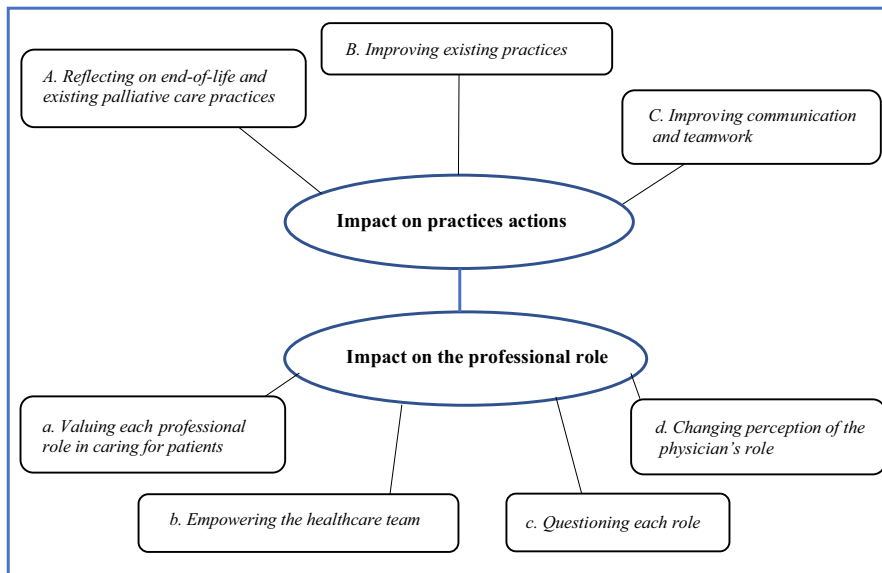 A. Reflecting on end-of-life and
existing palliative care practices
B. Improving existing practices
C. Improving communication
and teamwork
Impact on practices actions
Impact on the professional role
a. Valuing each professional
role in caring for patients
b. Empowering the healthcare team
c. Questioning each role
d. Changing perception of the
physician’s role